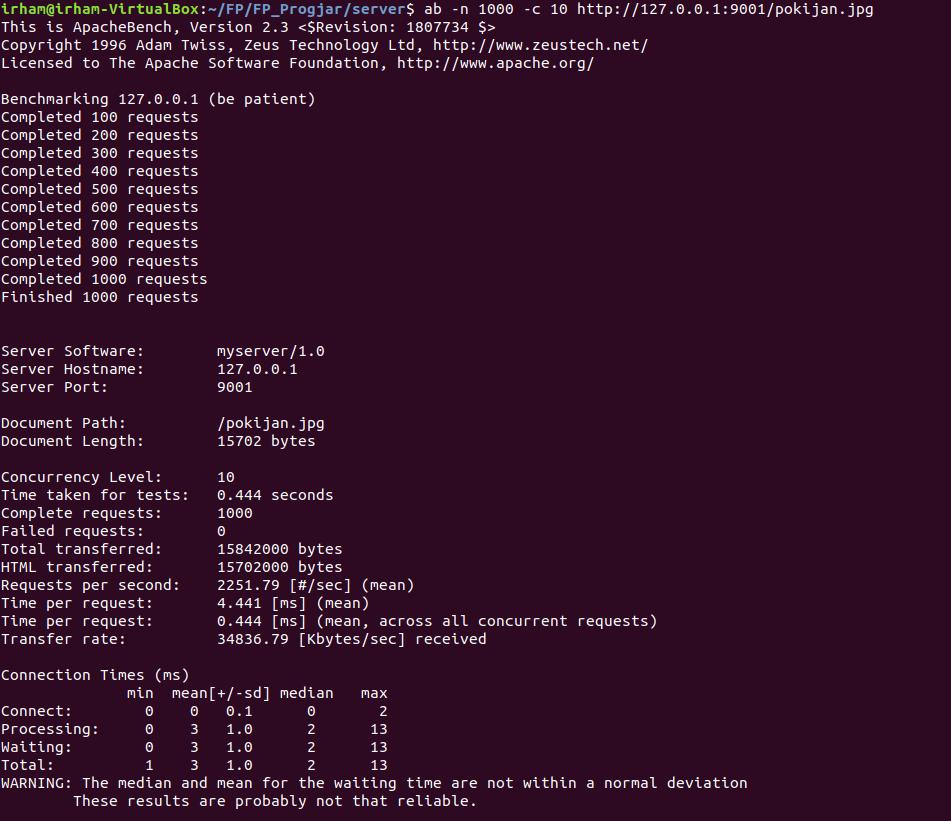 irham@irham-VirtualBox:~/FP/FP_Progjar/server$ ab -n 1000 -c 10 http://127.0.0.1:9001/pokijan.jpg
This is ApacheBench, Version 2.3 <$Revision: 1807734 $>
Copyright 1996 Adam Twiss, Zeus Technology Ltd, http://www.zeustech.net/
Licensed to The Apache Software Foundation, http://www.apache.org/

Benchmarking 127.0.0.1 (be patient)
Completed 100 requests
Completed 200 requests
Completed 300 requests
Completed 400 requests
Completed 500 requests
Completed 600 requests
Completed 700 requests
Completed 800 requests
Completed 900 requests
Completed 1000 requests
Finished 1000 requests


Server Software:        myserver/1.0
Server Hostname:        127.0.0.1
Server Port:            9001

Document Path:          /pokijan.jpg
Document Length:        15702 bytes

Concurrency Level:      10
Time taken for tests:   0.444 seconds
Complete requests:      1000
Failed requests:        0
Total transferred:      15842000 bytes
HTML transferred:       15702000 bytes
Requests per second:    2251.79 [#/sec] (mean)
Time per request:       4.441 [ms] (mean)
Time per request:       0.444 [ms] (mean, across all concurrent requests)
Transfer rate:          34836.79 [Kbytes/sec] received

Connection Times (ms)
              min  mean[+/-sd] median   max
Connect:        0    0   0.1      0       2
Processing:     0    3   1.0      2      13
Waiting:        0    3   1.0      2      13
Total:          1    3   1.0      2      13
WARNING: The median and mean for the waiting time are not within a normal deviation
        These results are probably not that reliable.